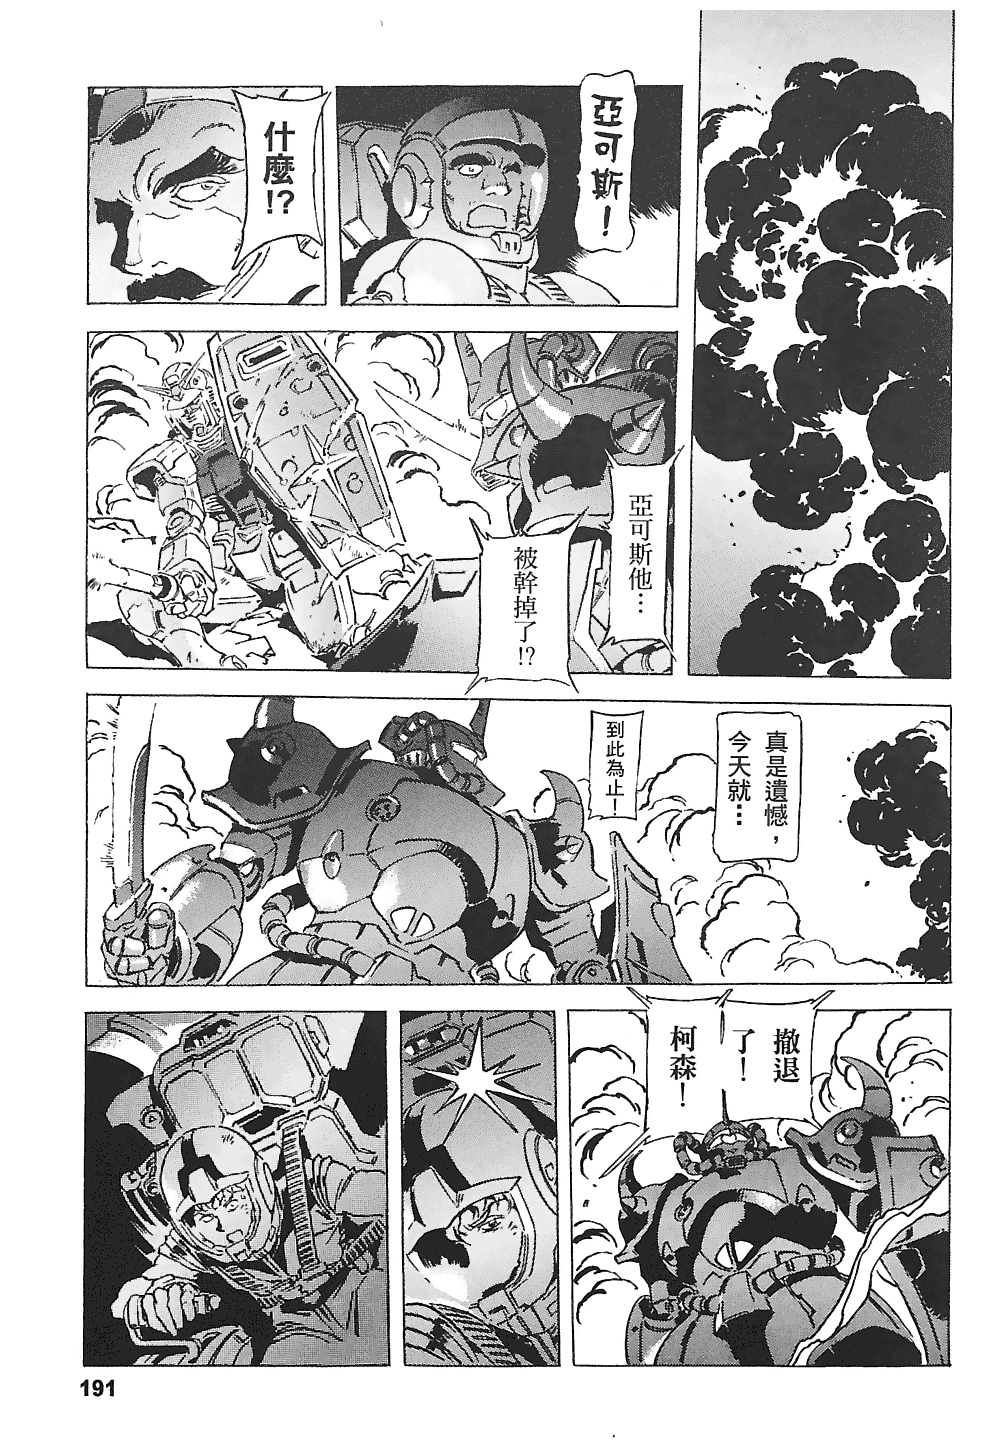 亞可斯！
什麼!?
亞可斯他…
被幹掉了!?
真是遺憾，
今天就…
到此為止！
撤退
了！
柯森！
191